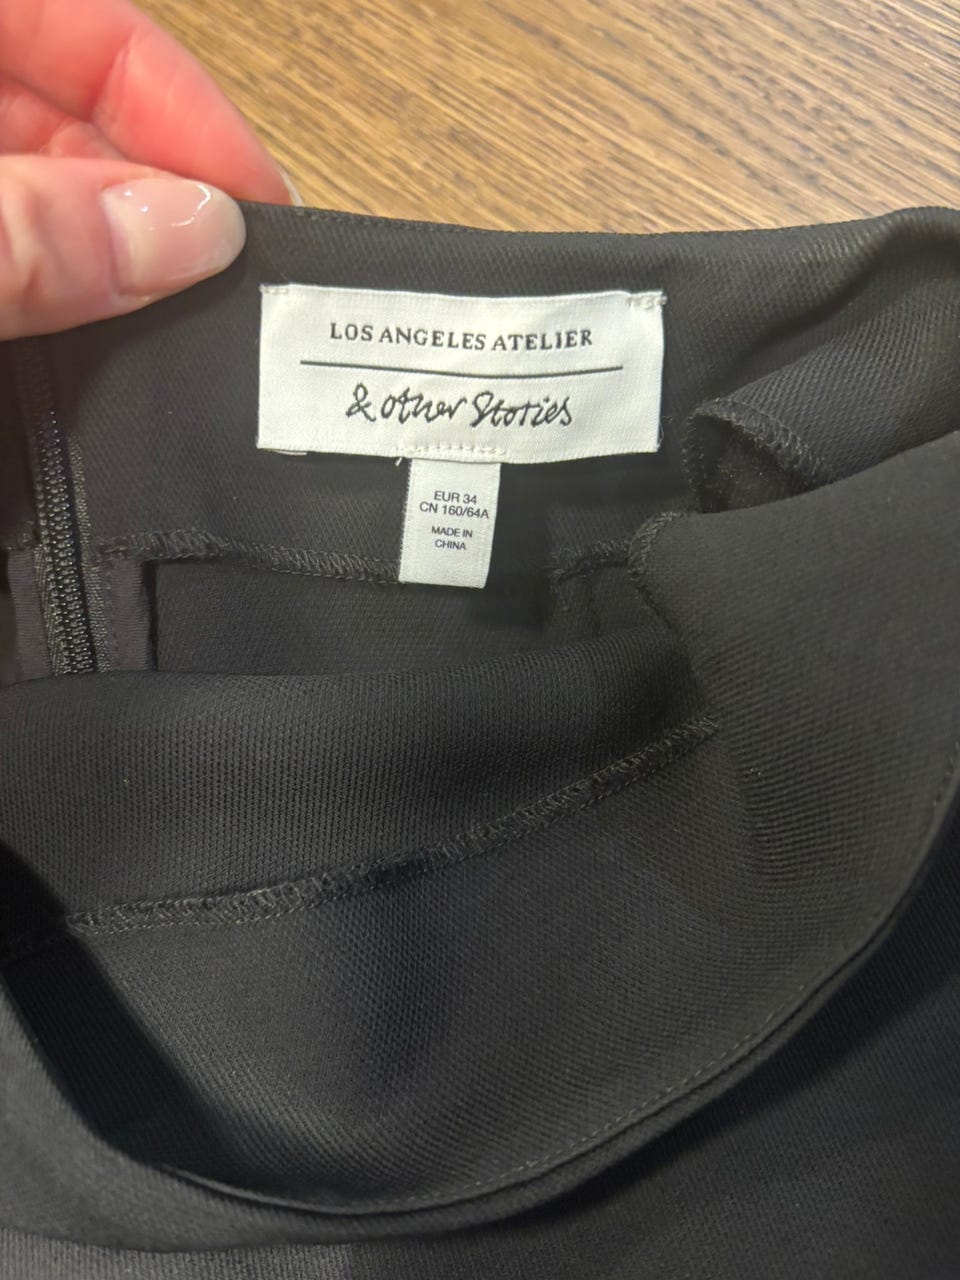 LOS ANGELES ATELIER
& other Stories
EUR 34
CN 160/64A
MADE IN
CHINA